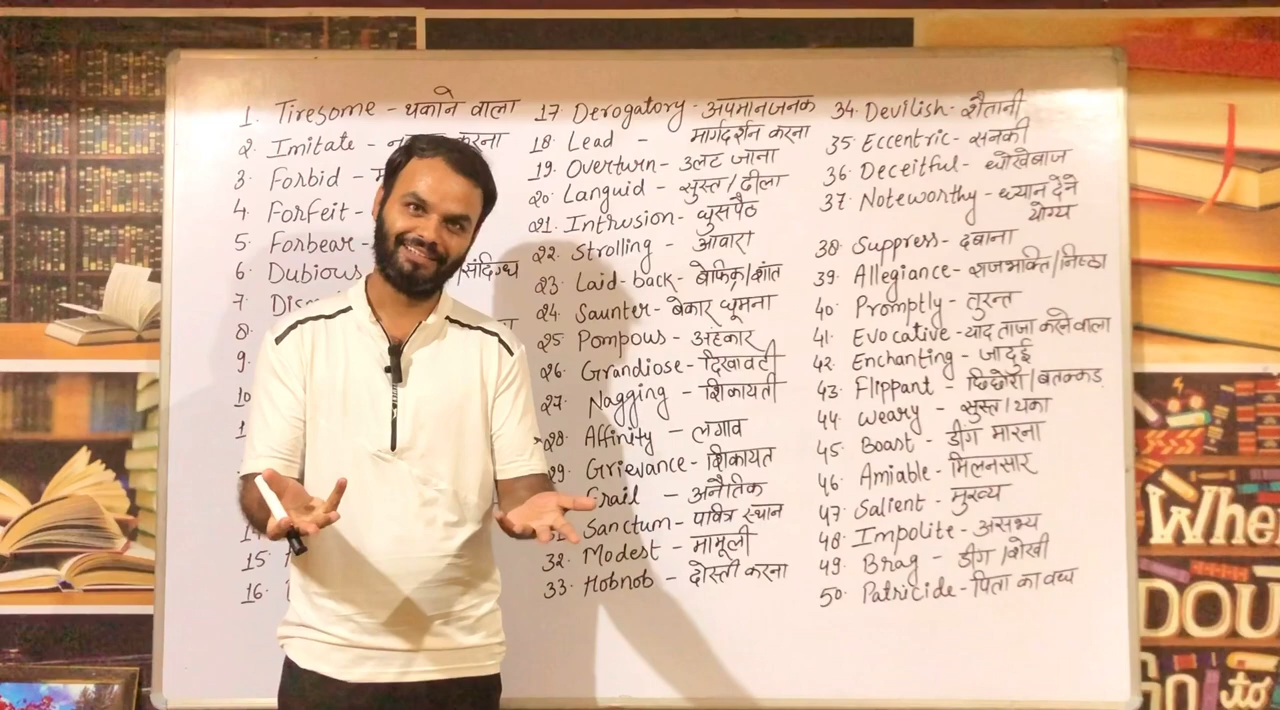 1. Tiresome - थकाने वाला
2. Imitate - करना
3. Forbid -
4. Forfeit -
5. Forbear -
6. Dubious /संदिग्ध
7.
8.
9.
10
1
14
15
16.
17. Derogatory - अपमानजनक
18. Lead - मार्गदर्शन करना
19. Overturn - उलट जाना
20. Languid - सुस्त / ढीला
21. Intrusion - घुसपैठ
22. Strolling - आवारा
23. Laid-back - बेफिक्र/शांत
24. Saunter - बेकार घूमना
25. Pompous - अहंकार
26. Grandiose - दिखावटी
27. Nagging - शिकायती
28. Affinity - लगाव
29. Grievance - शिकायत
Grail - अनैतिक
31. Sanctum - पवित्र स्थान
32. Modest - मामूली
33. Hobnob - दोस्ती करना
34. Devilish - शैतानी
35. Eccentric - सनकी
36. Deceitful - धोखेबाज
37. Noteworthy - ध्यान देने
योग्य
38. Suppress - दबाना
39. Allegiance - राजभक्ति/निष्ठा
40. Promptly - तुरन्त
41. Evocative - याद ताजा करने वाला
42. Enchanting - जादुई
43. Flippant - छिछोरा/बतक्कड़
44. Weary - सुस्त / थका
45. Boast - डींग मारना
46. Amiable - मिलनसार
47. Salient - मुख्य
48. Impolite - असभ्य
49. Brag - डींग /शेखी
50. Patricide - पिता का वध
Whe
DOU
Go to